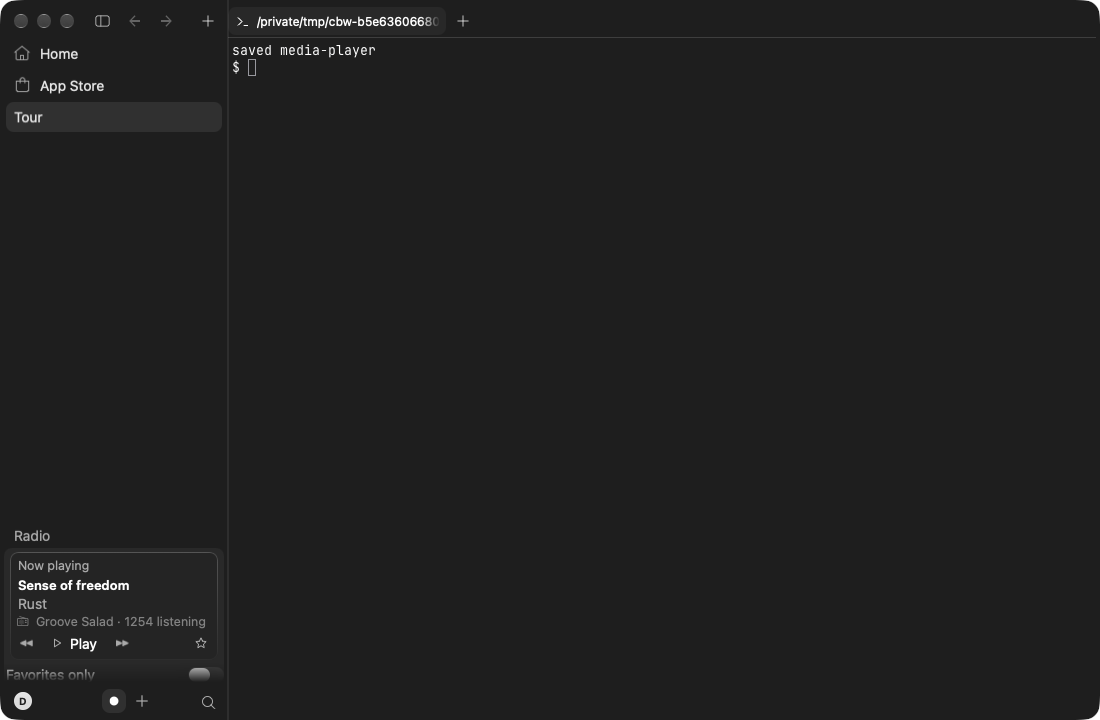 Home
App Store
Tour
Radio
Now playing
Sense of freedom
Rust
Groove Salad · 1254 listening
Play
Favorites only
D
>_ /private/tmp/cbw-b5e63606680
saved media-player
$